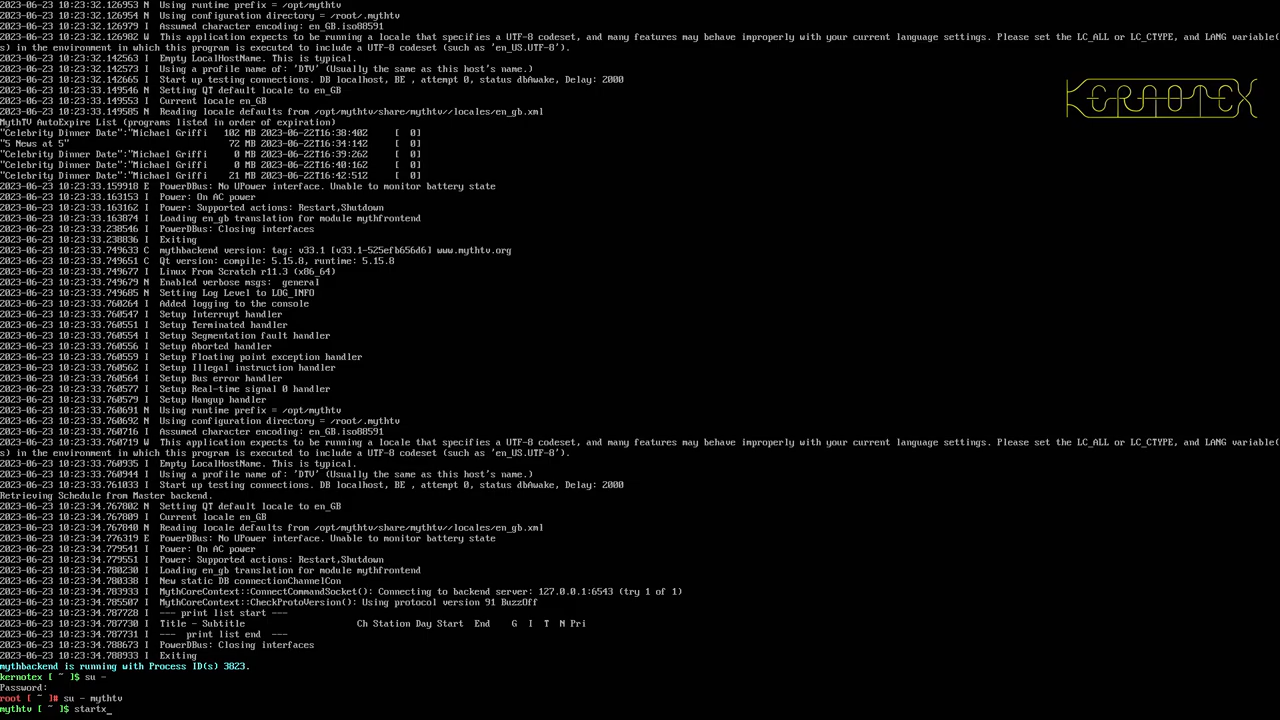 2023-06-23 10:23:32.126953 N  Using runtime prefix = /opt/mythtv
2023-06-23 10:23:32.126954 N  Using configuration directory = /root/.mythtv
2023-06-23 10:23:32.126979 I  Assumed character encoding: en_GB.iso88591
2023-06-23 10:23:32.126982 W  This application expects to be running a locale that specifies a UTF-8 codeset, and many features may behave improperly with your current language settings. Please set the LC_ALL or LC_CTYPE, and LANG variable(
s) in the environment in which this program is executed to include a UTF-8 codeset (such as 'en_US.UTF-8').
2023-06-23 10:23:32.142563 I  Empty LocalHostName. This is typical.
2023-06-23 10:23:32.142573 I  Using a profile name of: 'DTV' (Usually the same as this host's name.)
2023-06-23 10:23:32.142665 I  Start up testing connections. DB localhost, BE , attempt 0, status dbAwake, Delay: 2000
2023-06-23 10:23:33.149546 N  Setting QT default locale to en_GB
2023-06-23 10:23:33.149553 I  Current locale en_GB
2023-06-23 10:23:33.149585 N  Reading locale defaults from /opt/mythtv/share/mythtv//locales/en_gb.xml
KERNOTEX
MythTV AutoExpire List (programs listed in order of expiration)
"Celebrity Dinner Date":"Michael Griffi   102 MB 2023-06-22T16:38:40Z     [  0]
"5 News at 5"                              72 MB 2023-06-22T16:34:14Z     [  0]
"Celebrity Dinner Date":"Michael Griffi     0 MB 2023-06-22T16:39:26Z     [  0]
"Celebrity Dinner Date":"Michael Griffi     0 MB 2023-06-22T16:40:16Z     [  0]
"Celebrity Dinner Date":"Michael Griffi    21 MB 2023-06-22T16:42:51Z     [  0]
2023-06-23 10:23:33.159918 E  PowerDBus: No UPower interface. Unable to monitor battery state
2023-06-23 10:23:33.163153 I  Power: On AC power
2023-06-23 10:23:33.163162 I  Power: Supported actions: Restart,Shutdown
2023-06-23 10:23:33.163874 I  Loading en_gb translation for module mythfrontend
2023-06-23 10:23:33.238546 I  PowerDBus: Closing interfaces
2023-06-23 10:23:33.238836 I  Exiting
2023-06-23 10:23:33.749633 C  mythbackend version: tag: v33.1 [v33.1-525efb656d6] www.mythtv.org
2023-06-23 10:23:33.749651 C  Qt version: compile: 5.15.8, runtime: 5.15.8
2023-06-23 10:23:33.749677 I  Linux From Scratch r11.3 (x86_64)
2023-06-23 10:23:33.749679 N  Enabled verbose msgs:  general
2023-06-23 10:23:33.749685 N  Setting Log Level to LOG_INFO
2023-06-23 10:23:33.760264 I  Added logging to the console
2023-06-23 10:23:33.760547 I  Setup Interrupt handler
2023-06-23 10:23:33.760551 I  Setup Terminated handler
2023-06-23 10:23:33.760554 I  Setup Segmentation fault handler
2023-06-23 10:23:33.760556 I  Setup Aborted handler
2023-06-23 10:23:33.760559 I  Setup Floating point exception handler
2023-06-23 10:23:33.760562 I  Setup Illegal instruction handler
2023-06-23 10:23:33.760564 I  Setup Bus error handler
2023-06-23 10:23:33.760577 I  Setup Real-time signal 0 handler
2023-06-23 10:23:33.760579 I  Setup Hangup handler
2023-06-23 10:23:33.760691 N  Using runtime prefix = /opt/mythtv
2023-06-23 10:23:33.760692 N  Using configuration directory = /root/.mythtv
2023-06-23 10:23:33.760716 I  Assumed character encoding: en_GB.iso88591
2023-06-23 10:23:33.760719 W  This application expects to be running a locale that specifies a UTF-8 codeset, and many features may behave improperly with your current language settings. Please set the LC_ALL or LC_CTYPE, and LANG variable(
s) in the environment in which this program is executed to include a UTF-8 codeset (such as 'en_US.UTF-8').
2023-06-23 10:23:33.760935 I  Empty LocalHostName. This is typical.
2023-06-23 10:23:33.760944 I  Using a profile name of: 'DTV' (Usually the same as this host's name.)
2023-06-23 10:23:33.761033 I  Start up testing connections. DB localhost, BE , attempt 0, status dbAwake, Delay: 2000
Retrieving Schedule from Master backend.
2023-06-23 10:23:34.767802 N  Setting QT default locale to en_GB
2023-06-23 10:23:34.767809 I  Current locale en_GB
2023-06-23 10:23:34.767840 N  Reading locale defaults from /opt/mythtv/share/mythtv//locales/en_gb.xml
2023-06-23 10:23:34.776319 E  PowerDBus: No UPower interface. Unable to monitor battery state
2023-06-23 10:23:34.779541 I  Power: On AC power
2023-06-23 10:23:34.779551 I  Power: Supported actions: Restart,Shutdown
2023-06-23 10:23:34.780230 I  Loading en_gb translation for module mythfrontend
2023-06-23 10:23:34.780338 I  New static DB connectionChannelCon
2023-06-23 10:23:34.783933 I  MythCoreContext::ConnectCommandSocket(): Connecting to backend server: 127.0.0.1:6543 (try 1 of 1)
2023-06-23 10:23:34.785507 I  MythCoreContext::CheckProtoVersion(): Using protocol version 91 BuzzOff
2023-06-23 10:23:34.787728 I  --- print list start ---
2023-06-23 10:23:34.787730 I  Title - Subtitle                     Ch Station Day Start  End    G  I  T  N Pri
2023-06-23 10:23:34.787731 I  ---  print list end  ---
2023-06-23 10:23:34.788673 I  PowerDBus: Closing interfaces
2023-06-23 10:23:34.788933 I  Exiting
mythbackend is running with Process ID(s) 3823.
kernotex [ ~ ]$ su -
Password:
root [ ~ ]# su - mythtv
mythtv [ ~ ]$ startx_